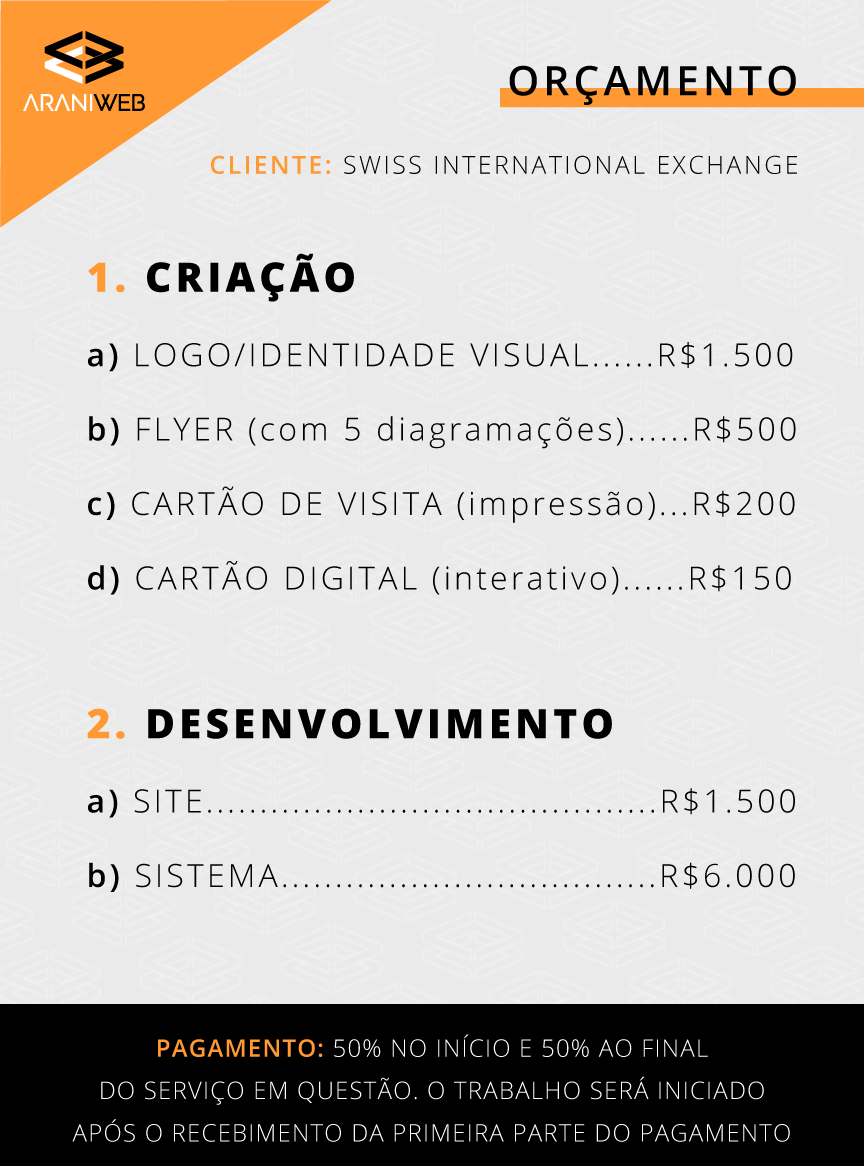 ARANIWEB
ORÇAMENTO
CLIENTE: SWISS INTERNATIONAL EXCHANGE
1. CRIAÇÃO
a) LOGO/IDENTIDADE VISUAL......R$1.500
b) FLYER (com 5 diagramações)......R$500
c) CARTÃO DE VISITA (impressão)...R$200
d) CARTÃO DIGITAL (interativo)......R$150
2. DESENVOLVIMENTO
a) SITE..........................................R$1.500
b) SISTEMA...................................R$6.000
PAGAMENTO: 50% NO INÍCIO E 50% AO FINAL
DO SERVIÇO EM QUESTÃO. O TRABALHO SERÁ INICIADO
APÓS O RECEBIMENTO DA PRIMEIRA PARTE DO PAGAMENTO